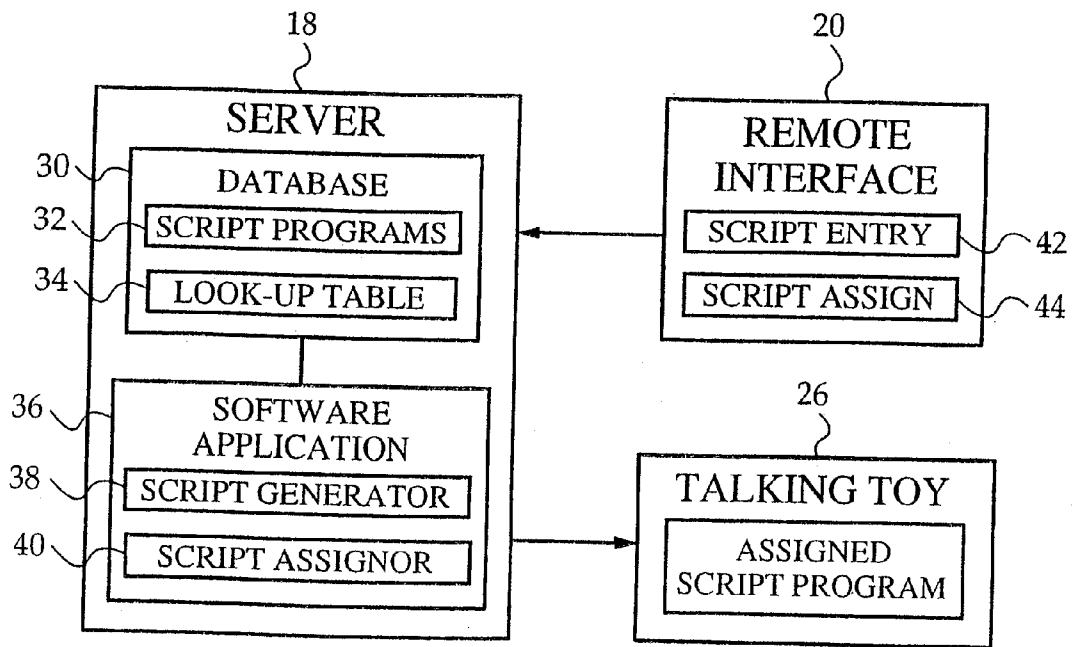 18
SERVER
30
DATABASE
32
SCRIPT PROGRAMS
34
LOOK-UP TABLE
36
SOFTWARE
APPLICATION
38
SCRIPT GENERATOR
40
SCRIPT ASSIGNOR
20
REMOTE
INTERFACE
SCRIPT ENTRY
42
SCRIPT ASSIGN
44
26
TALKING TOY
ASSIGNED
SCRIPT PROGRAM